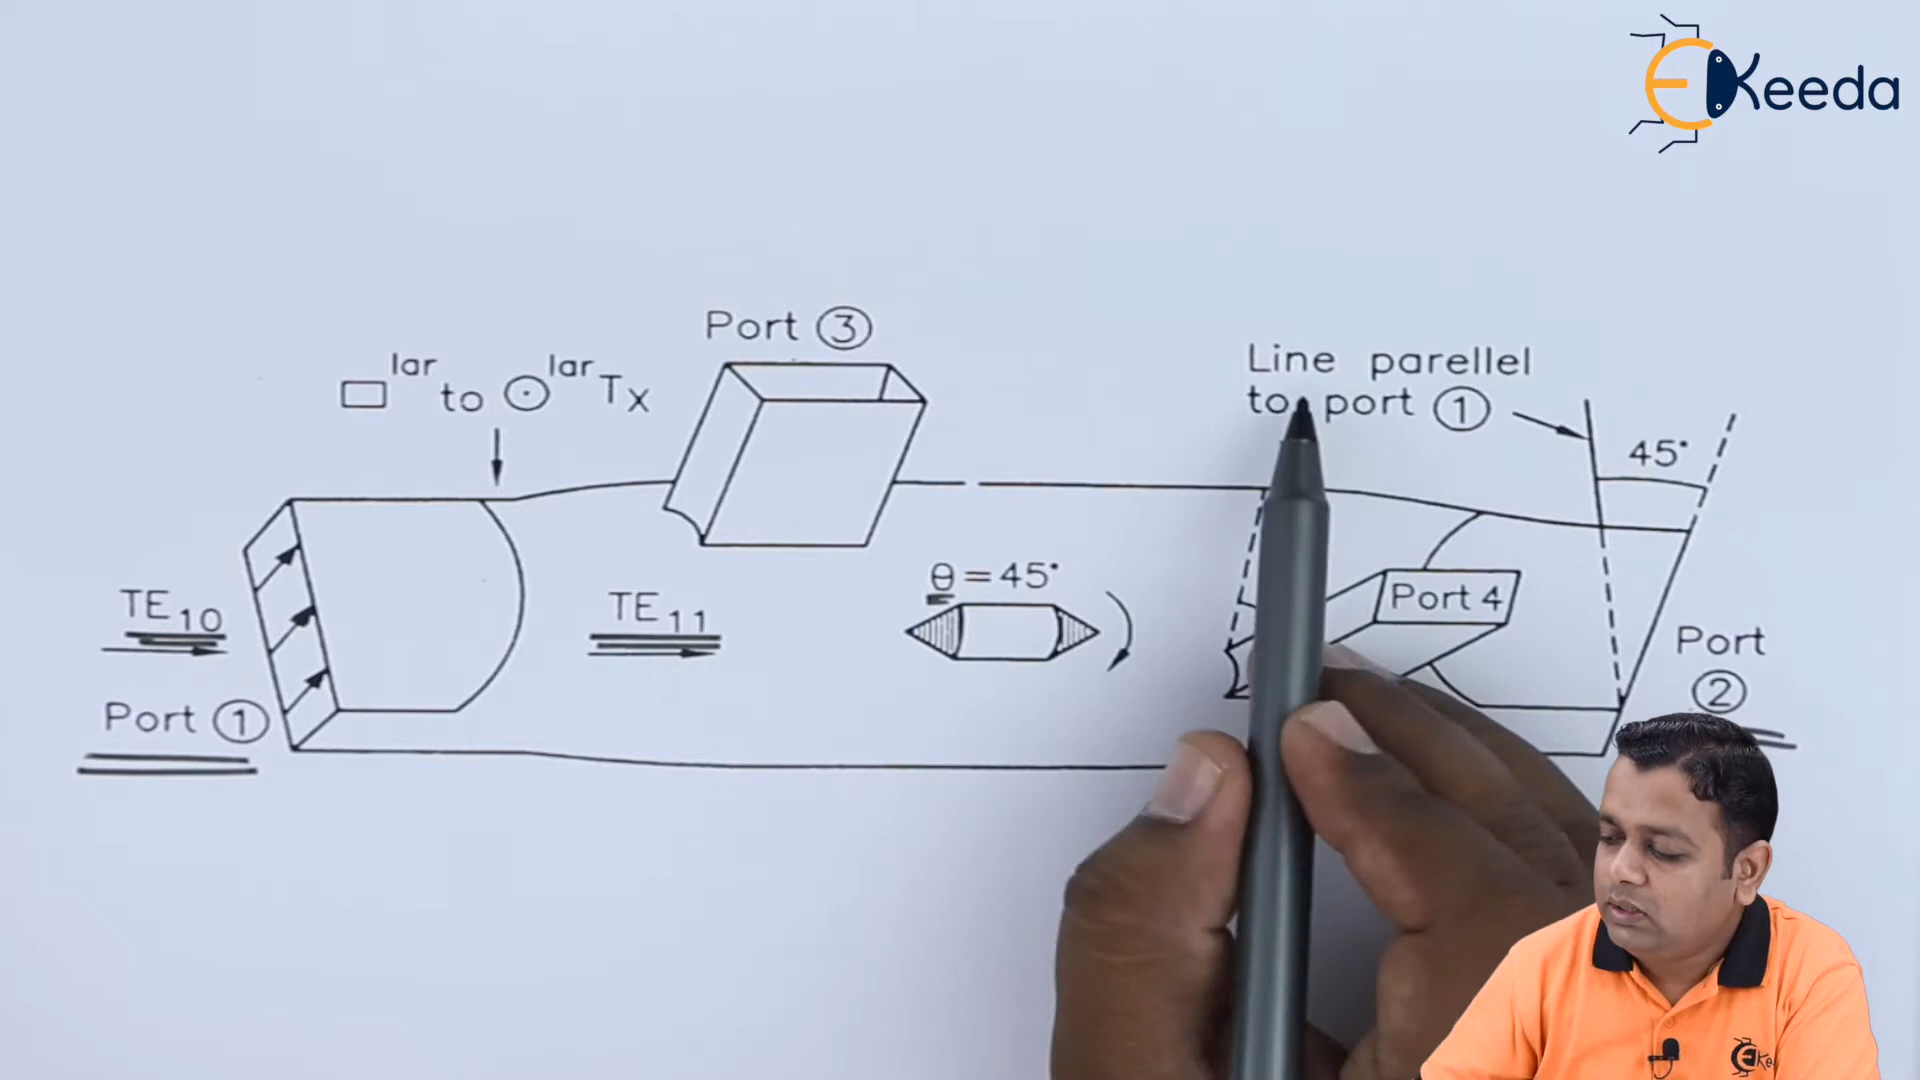 EKeeda
Port ③
□lar to ⊙lar Tx
Line parellel
to port ①
45°
θ = 45°
Port 4
TE10
TE11
Port
②
Port ①